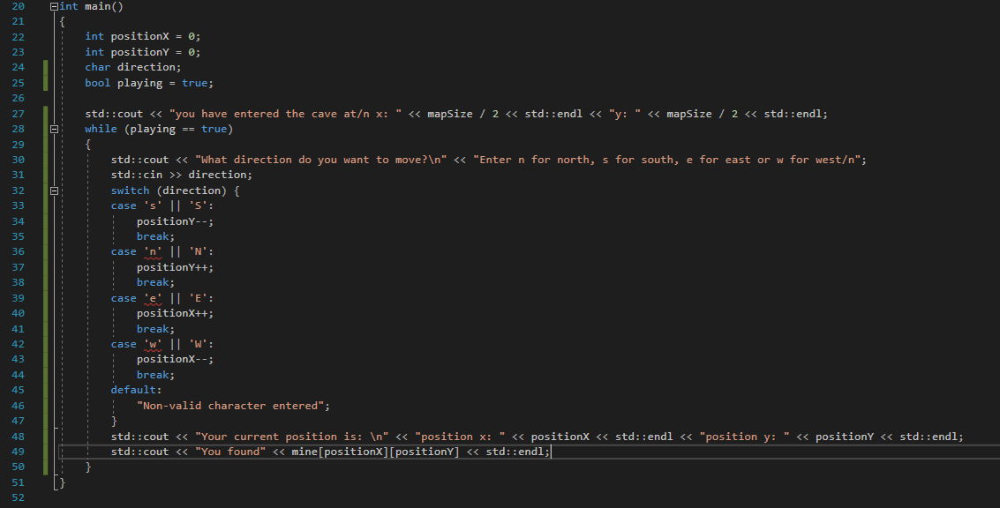 20 int main()
21 {
22 int positionX = 0;
23 int positionY = 0;
24 char direction;
25 bool playing = true;
26
27 std::cout << "you have entered the cave at/n x: " << mapSize / 2 << std::endl << "y: " << mapSize / 2 << std::endl;
28 while (playing == true)
29 {
30 std::cout << "What direction do you want to move?\n" << "Enter n for north, s for south, e for east or w for west/n";
31 std::cin >> direction;
32 switch (direction) {
33 case 's' || 'S':
34 positionY--;
35 break;
36 case 'n' || 'N':
37 positionY++;
38 break;
39 case 'e' || 'E':
40 positionX++;
41 break;
42 case 'w' || 'W':
43 positionX--;
44 break;
45 default:
46 "Non-valid character entered";
47 }
48 std::cout << "Your current position is: \n" << "position x: " << positionX << std::endl << "position y: " << positionY << std::endl;
49 std::cout << "You found" << mine[positionX][positionY] << std::endl;
50 }
51 }
52